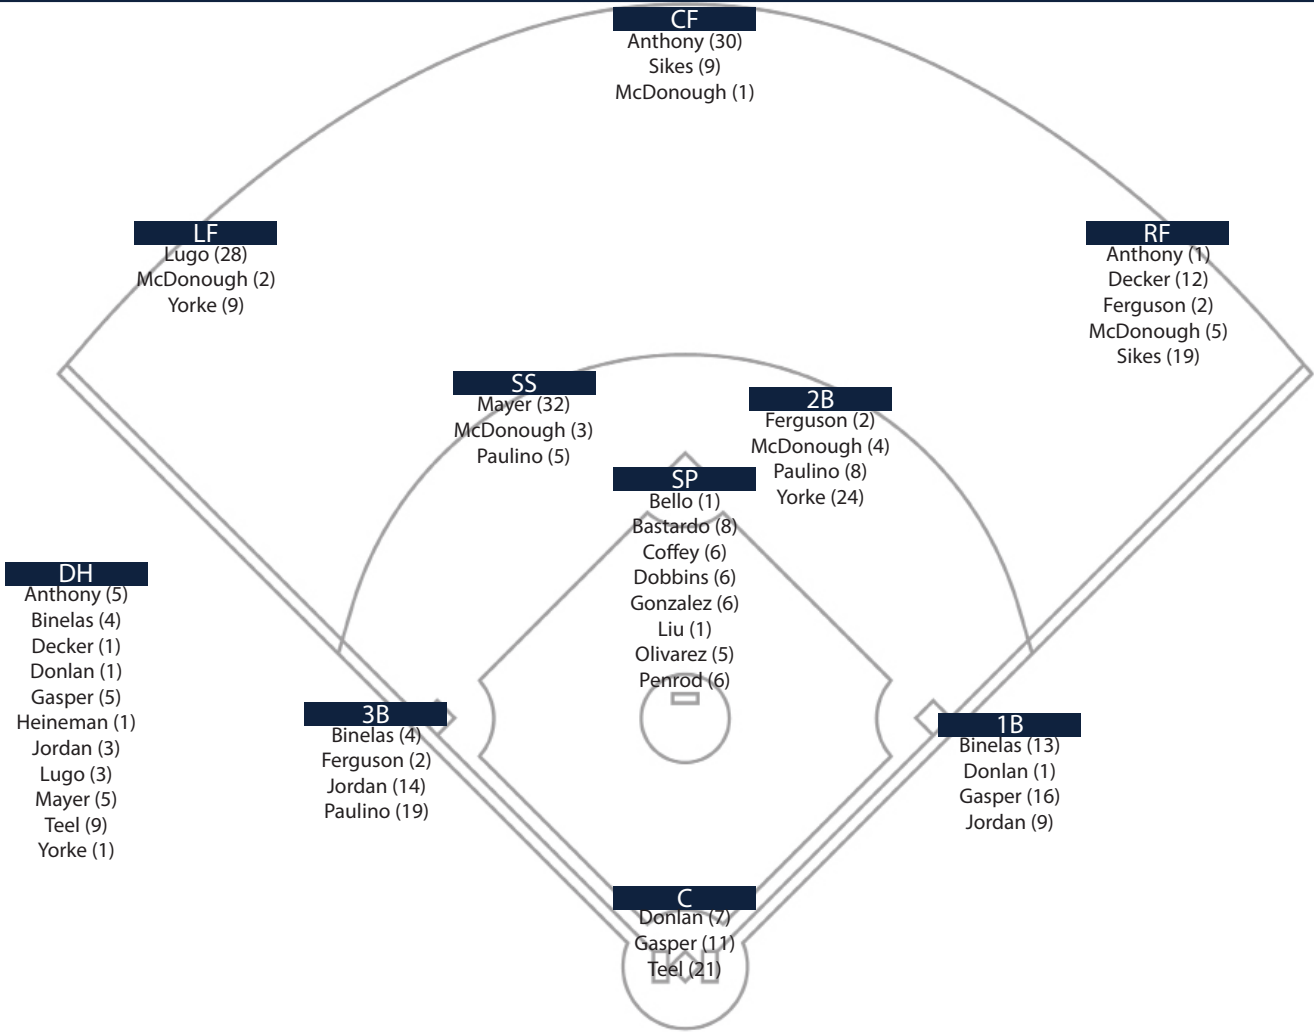 CF
Anthony (30)
Sikes (9)
McDonough (1)
LF
Lugo (28)
McDonough (2)
Yorke (9)
RF
Anthony (1)
Decker (12)
Ferguson (2)
McDonough (5)
Sikes (19)
SS
Mayer (32)
McDonough (3)
Paulino (5)
2B
Ferguson (2)
McDonough (4)
Paulino (8)
Yorke (24)
SP
Bello (1)
Bastardo (8)
Coffey (6)
Dobbins (6)
Gonzalez (6)
Liu (1)
Olivarez (5)
Penrod (6)
DH
Anthony (5)
Binelas (4)
Decker (1)
Donlan (1)
Gasper (5)
Heineman (1)
Jordan (3)
Lugo (3)
Mayer (5)
Teel (9)
Yorke (1)
3B
Binelas (4)
Ferguson (2)
Jordan (14)
Paulino (19)
1B
Binelas (13)
Donlan (1)
Gasper (16)
Jordan (9)
C
Donlan (7)
Gasper (11)
Teel (21)